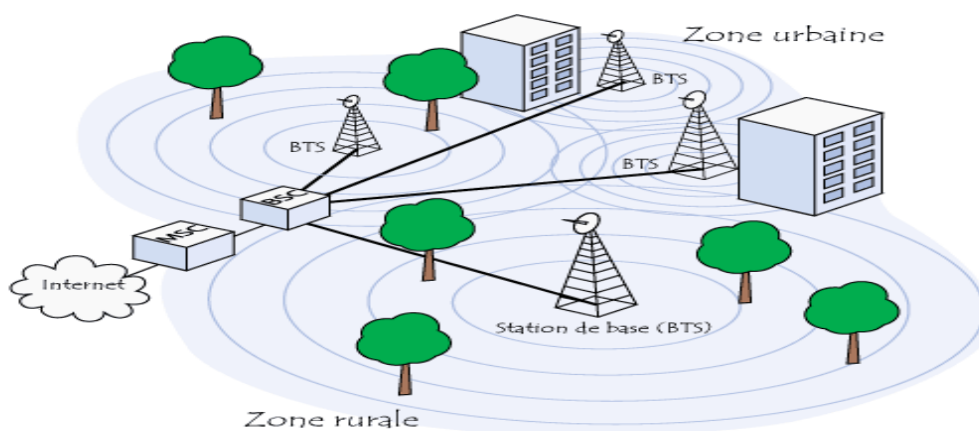 Zone urbaine
BTS
BTS
BTS
BSC
MSC
Internet
Station de base (BTS)
Zone rurale